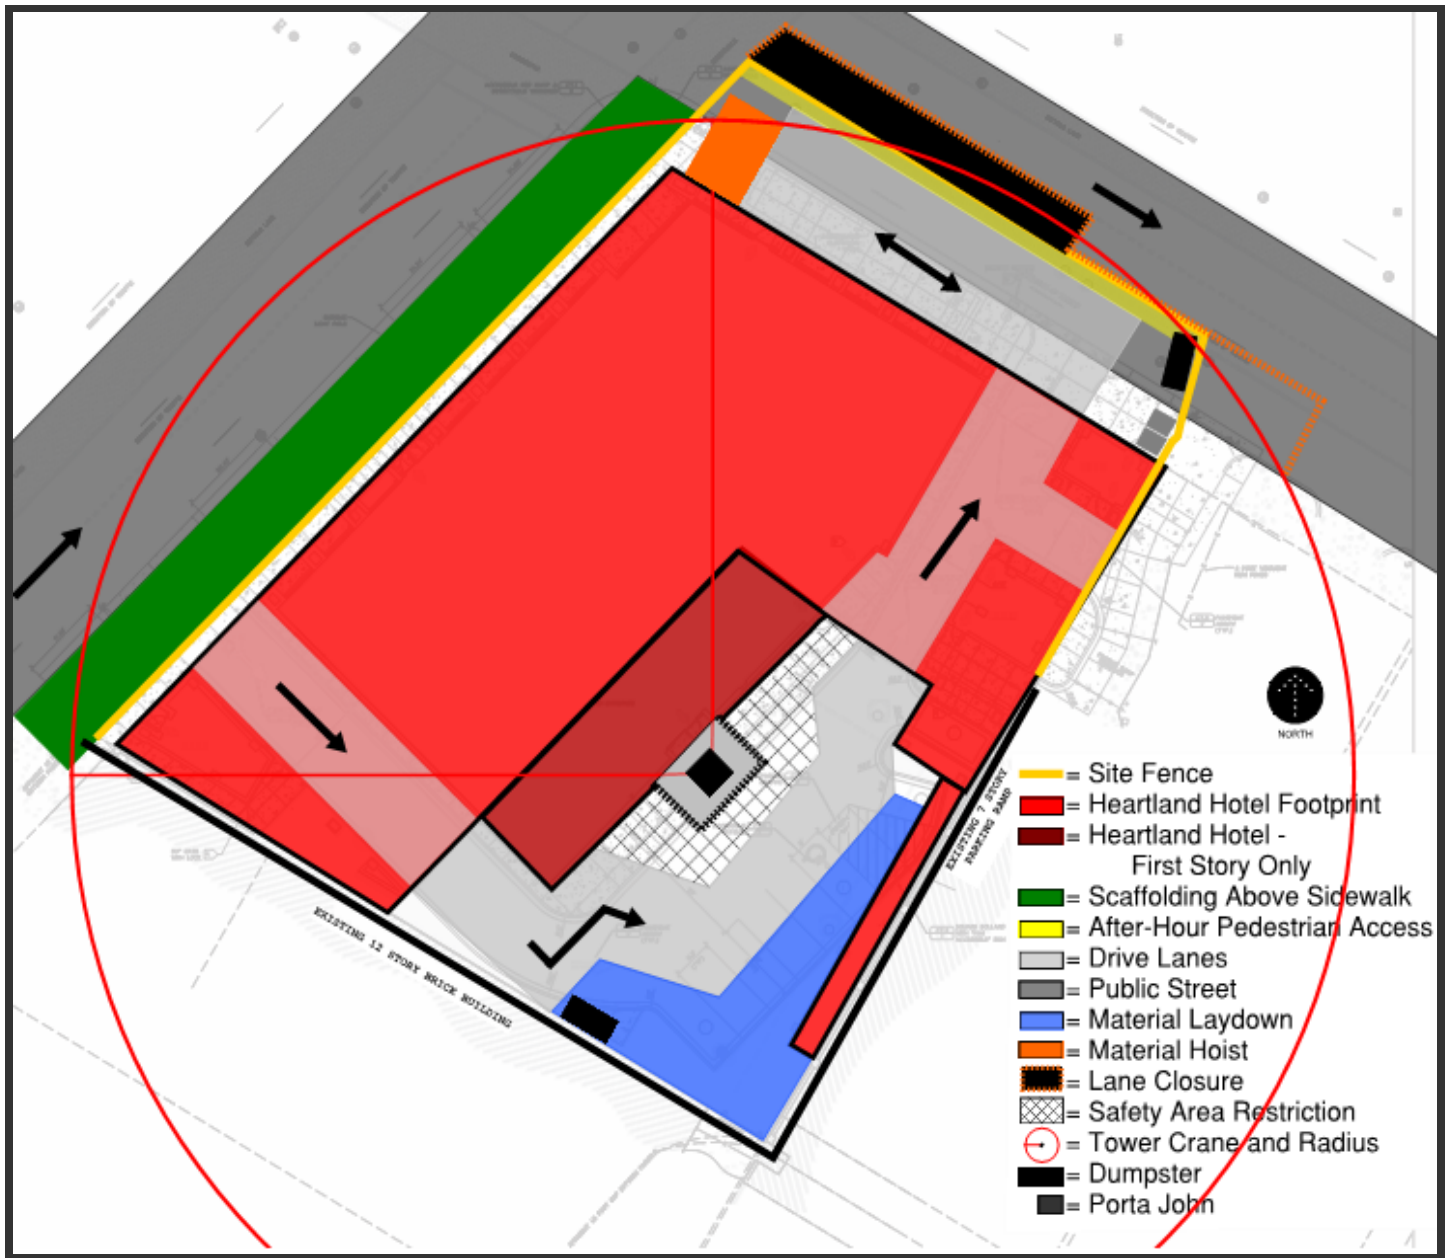 NORTH
= Site Fence
= Heartland Hotel Footprint
= Heartland Hotel -
First Story Only
= Scaffolding Above Sidewalk
= After-Hour Pedestrian Access
= Drive Lanes
= Public Street
= Material Laydown
= Material Hoist
= Lane Closure
= Safety Area Restriction
= Tower Crane and Radius
= Dumpster
= Porta John
EXISTING 7 STORY
PARKING RAMP
EXISTING 12 STORY BRICK BUILDING